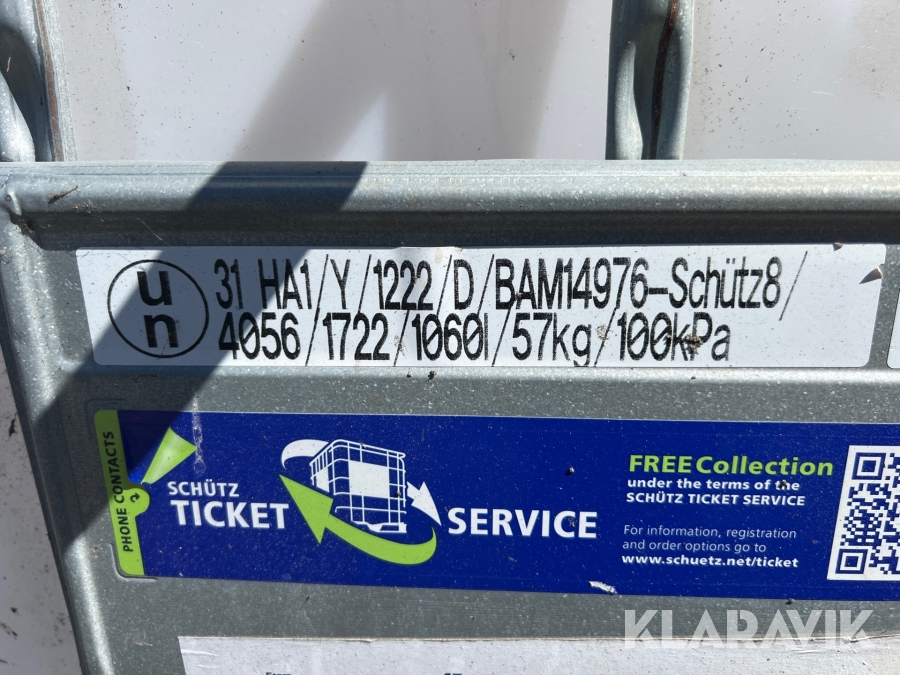 un
31 HA1/Y/1222/D/BAM14976-Schütz8/
4056/1722/1060l/57kg/100kPa
PHONE CONTACTS
SCHÜTZ
TICKET SERVICE
FREE Collection
under the terms of the
SCHÜTZ TICKET SERVICE
For information, registration
and order options go to
www.schuetz.net/ticket
KLARAVIK